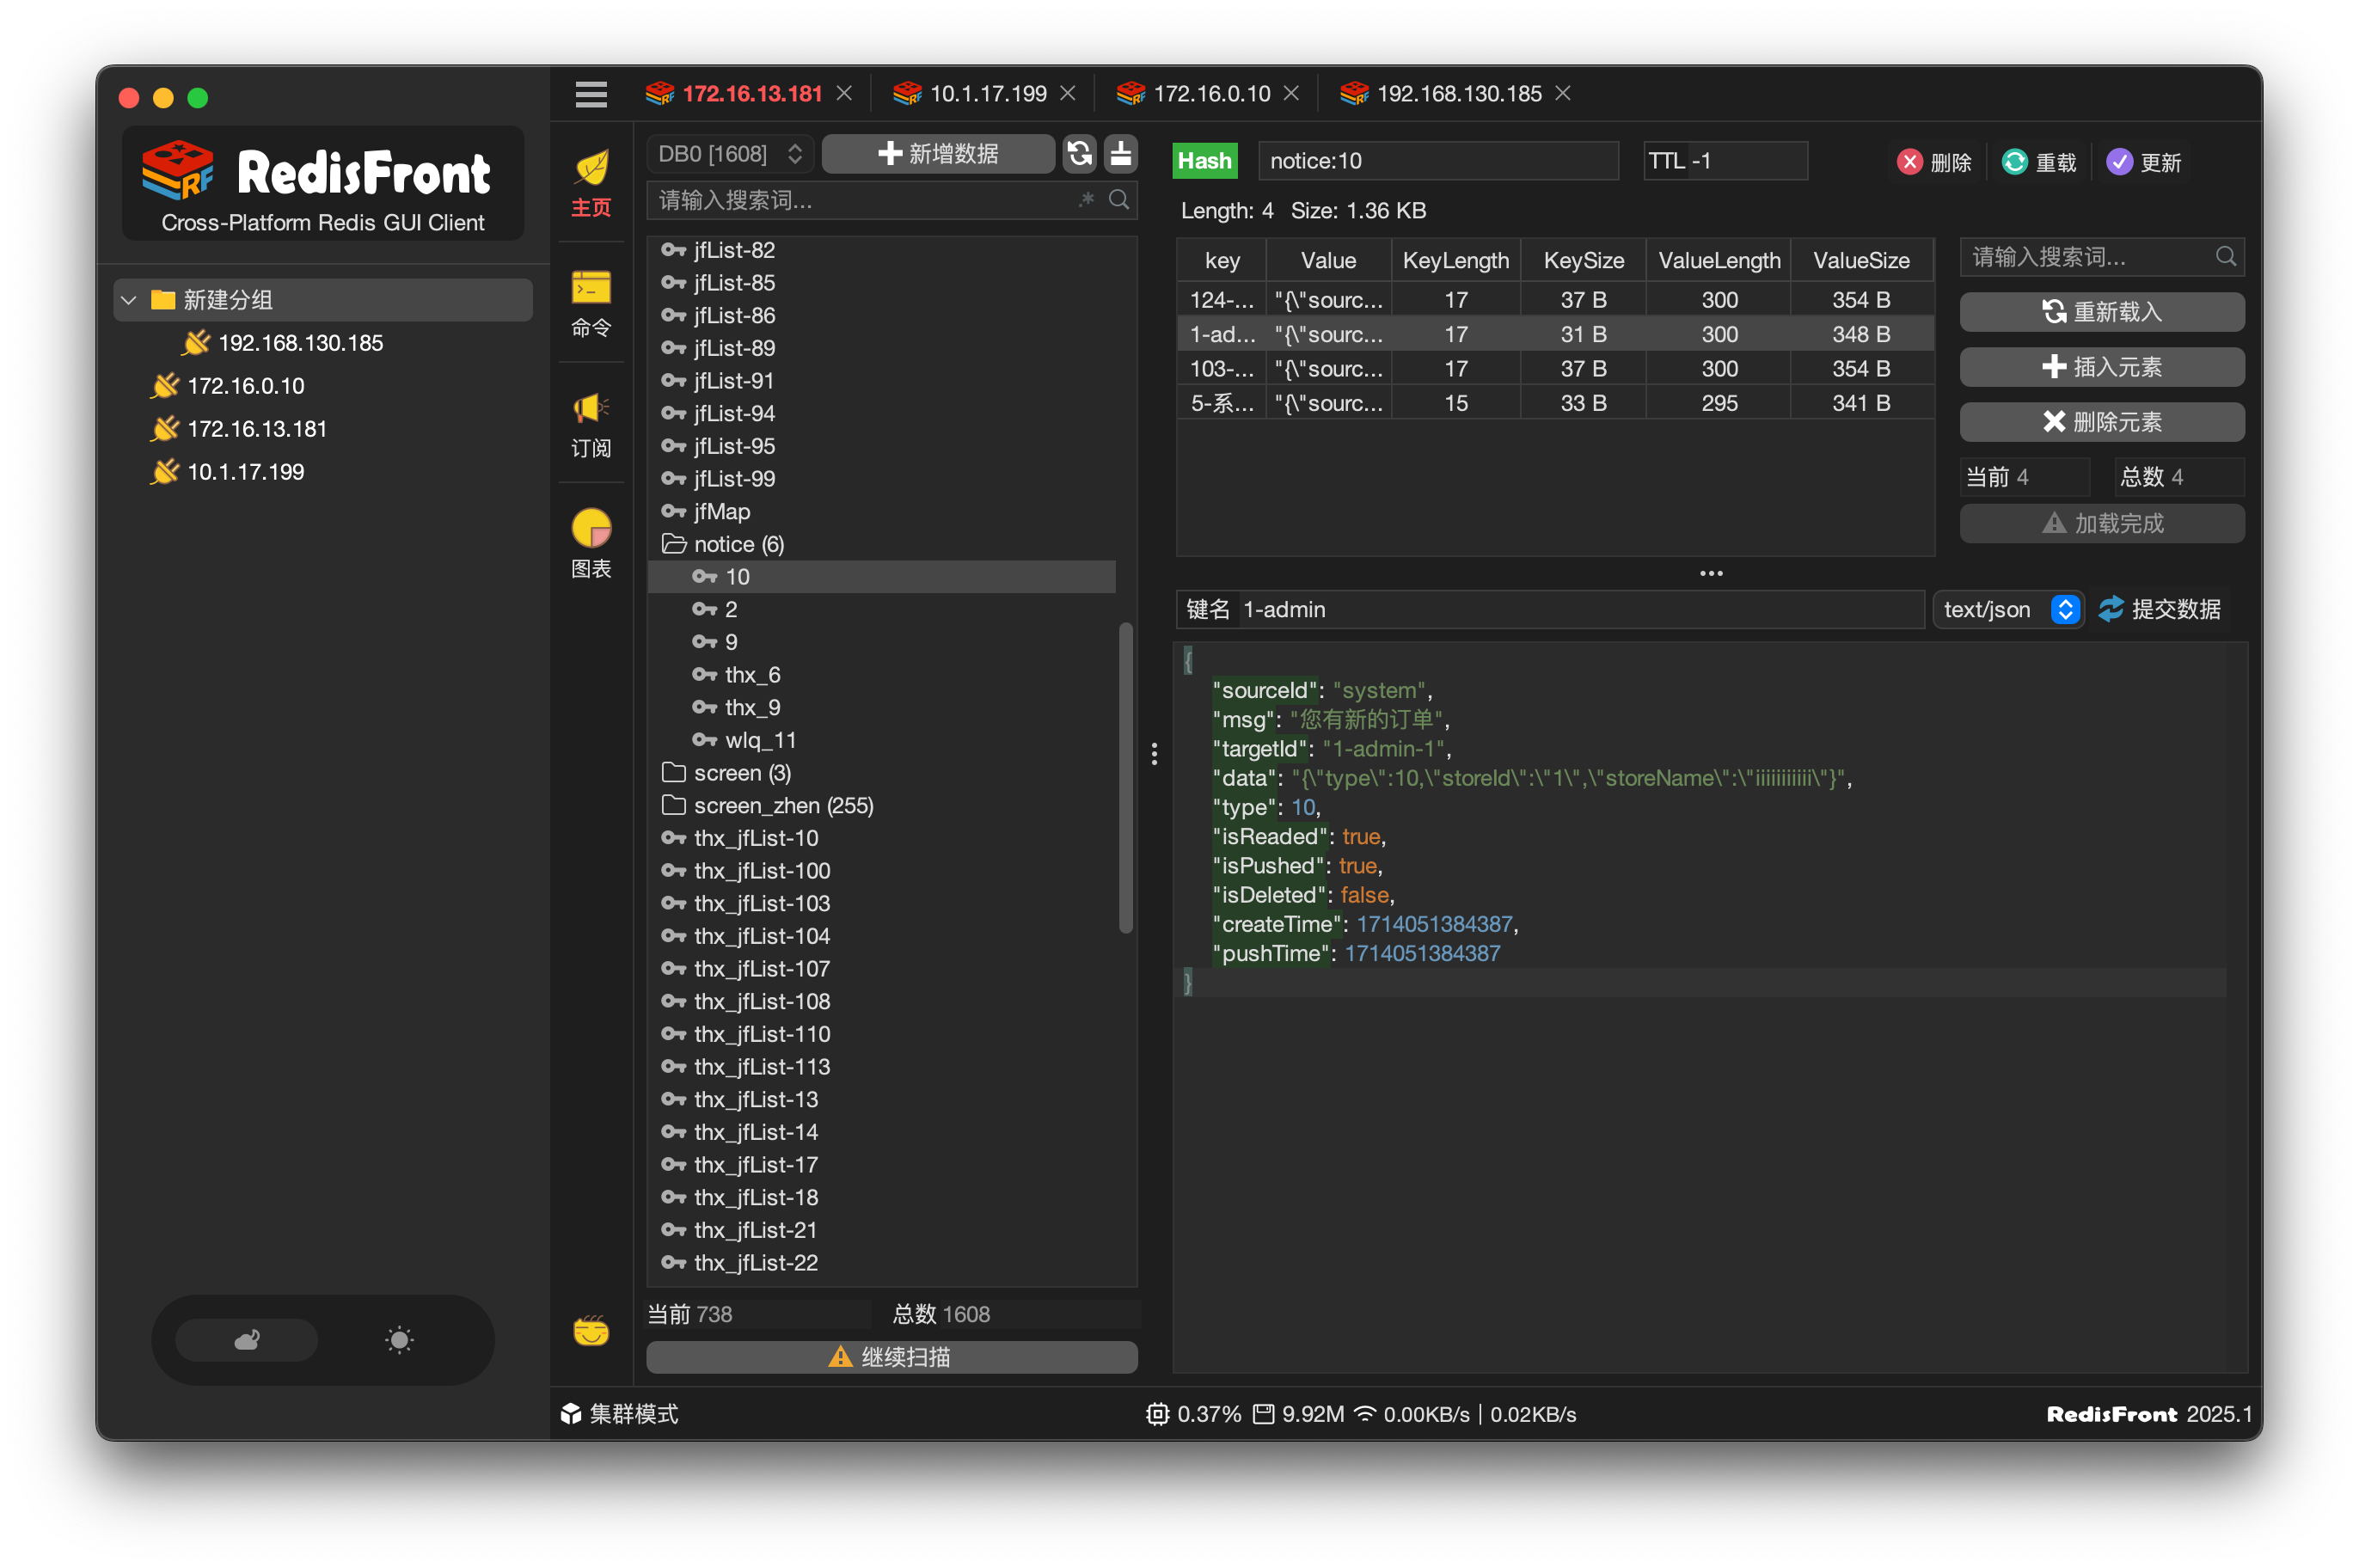 RedisFront
Cross-Platform Redis GUI Client
新建分组
192.168.130.185
172.16.0.10
172.16.13.181
10.1.17.199
172.16.13.181
10.1.17.199
172.16.0.10
192.168.130.185
主页
命令
订阅
图表
DB0 [1608]
新增数据
请输入搜索词...
.*
jfList-82
jfList-85
jfList-86
jfList-89
jfList-91
jfList-94
jfList-95
jfList-99
jfMap
notice (6)
10
2
9
thx_6
thx_9
wlq_11
screen (3)
screen_zhen (255)
thx_jfList-10
thx_jfList-100
thx_jfList-103
thx_jfList-104
thx_jfList-107
thx_jfList-108
thx_jfList-110
thx_jfList-113
thx_jfList-13
thx_jfList-14
thx_jfList-17
thx_jfList-18
thx_jfList-21
thx_jfList-22
当前 738 总数 1608
继续扫描
Hash notice:10 TTL -1 删除 重载 更新
Length: 4 Size: 1.36 KB
key Value KeyLength KeySize ValueLength ValueSize
124-... "{\"sourc... 17 37 B 300 354 B
1-ad... "{\"sourc... 17 31 B 300 348 B
103-... "{\"sourc... 17 37 B 300 354 B
5-系... "{\"sourc... 15 33 B 295 341 B
请输入搜索词...
重新载入
插入元素
删除元素
当前 4 总数 4
加载完成
键名 1-admin text/json 提交数据
{
"sourceId": "system",
"msg": "您有新的订单",
"targetId": "1-admin-1",
"data": "{\"type\":10,\"storeId\":\"1\",\"storeName\":\"iiiiiiiiiii\"}",
"type": 10,
"isReaded": true,
"isPushed": true,
"isDeleted": false,
"createTime": 1714051384387,
"pushTime": 1714051384387
}
集群模式 0.37% 9.92M 0.00KB/s | 0.02KB/s RedisFront 2025.1